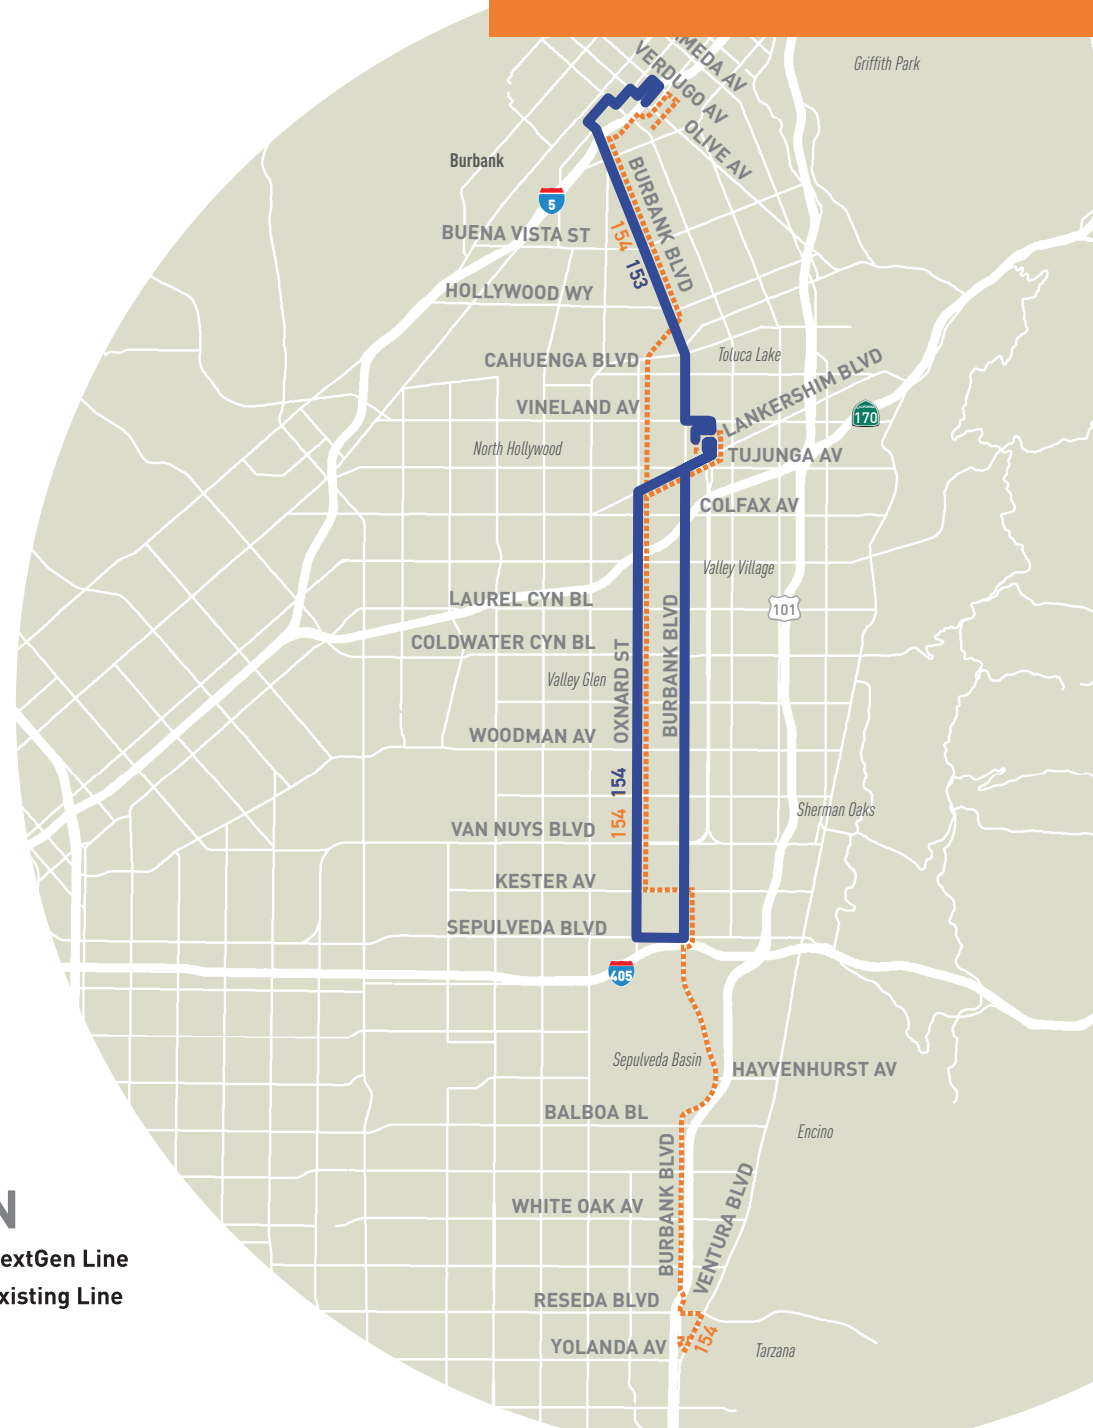 Griffith Park
VERDUGO AV
OLIVE AV
Burbank
BURBANK BLVD
5
154
153
BUENA VISTA ST
HOLLYWOOD WY
CAHUENGA BLVD
Toluca Lake
LANKERSHIM BLVD
VINELAND AV
170
North Hollywood
TUJUNGA AV
COLFAX AV
Valley Village
LAUREL CYN BL
101
COLDWATER CYN BL
OXNARD ST
BURBANK BLVD
Valley Glen
WOODMAN AV
154
154
Sherman Oaks
VAN NUYS BLVD
KESTER AV
SEPULVEDA BLVD
405
Sepulveda Basin
HAYVENHURST AV
BALBOA BL
Encino
BURBANK BLVD
VENTURA BLVD
WHITE OAK AV
N
extGen Line
xisting Line
RESEDA BLVD
154
YOLANDA AV
Tarzana